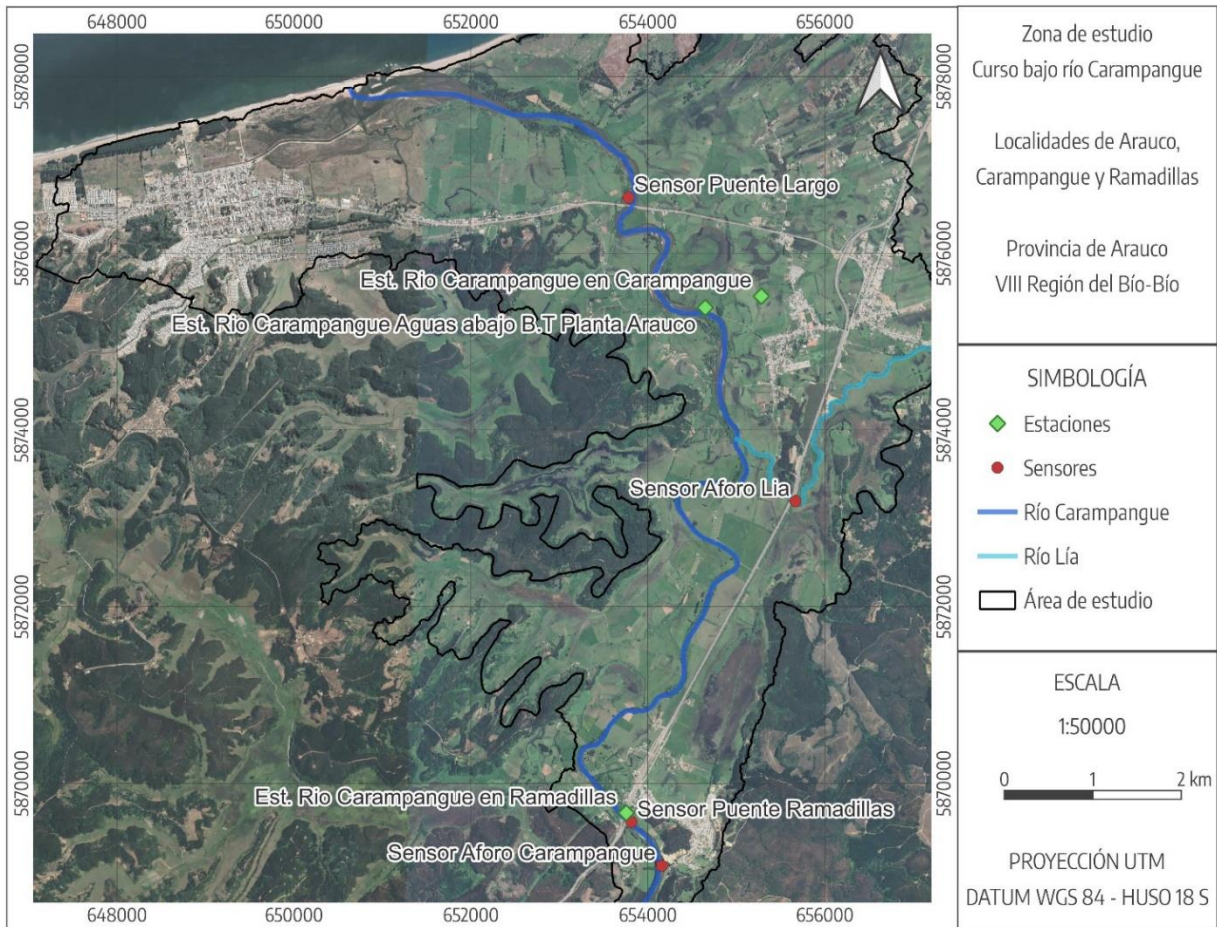 648000 650000 652000 654000 656000
5878000
5876000
5874000
5872000
5870000
Sensor Puente Largo
Est. Rio Carampangue en Carampangue
Est. Rio Carampangue Aguas abajo B.T Planta Arauco
Sensor Aforo Lia
Est. Rio Carampangue en Ramadillas
Sensor Puente Ramadillas
Sensor Aforo Carampangue
5878000
5876000
5874000
5872000
5870000
648000 650000 652000 654000 656000
Zona de estudio
Curso bajo río Carampangue
Localidades de Arauco,
Carampangue y Ramadillas
Provincia de Arauco
VIII Región del Bío-Bío
SIMBOLOGÍA
Estaciones
Sensores
Río Carampangue
Río Lía
Área de estudio
ESCALA
1:50000
0 1 2 km
PROYECCIÓN UTM
DATUM WGS 84 - HUSO 18 S